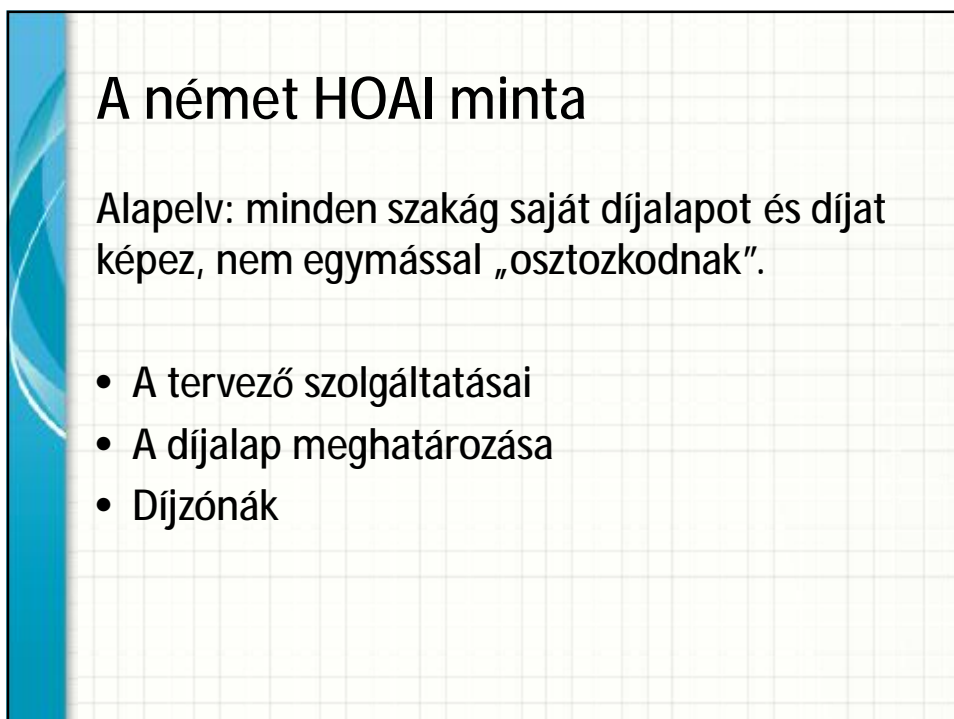 A német HOAI minta
Alapelv: minden szakág saját díjalapot és díjat
képez, nem egymással „osztozkodnak”.
• A tervező szolgáltatásai
• A díjalap meghatározása
• Díjzónák